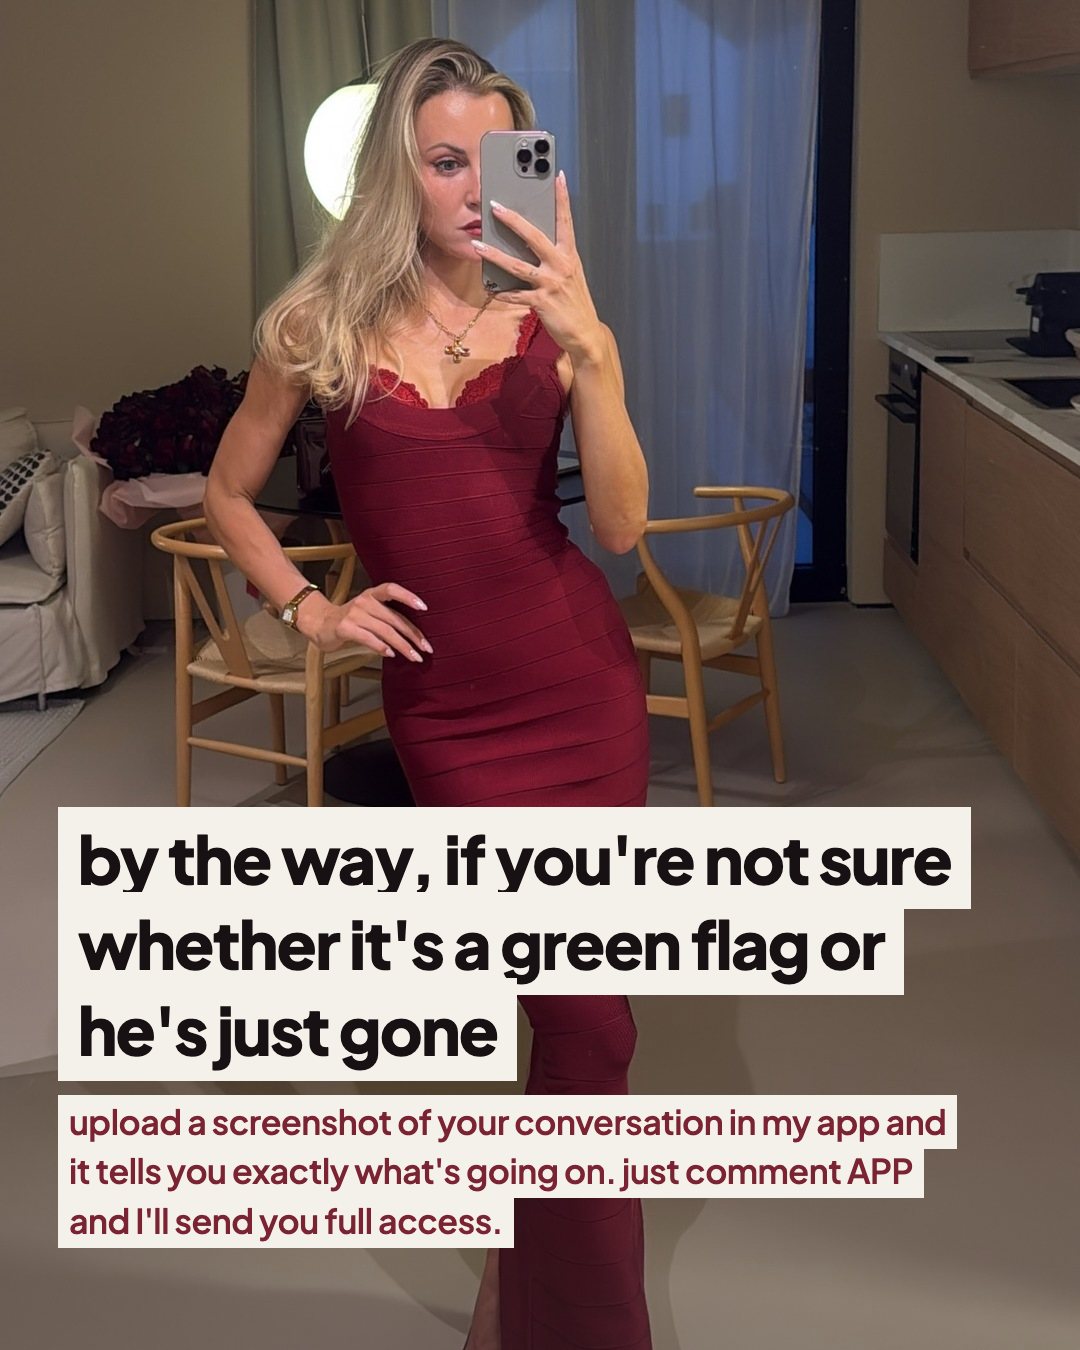 by the way, if you're not sure
whether it's a green flag or
he's just gone
upload a screenshot of your conversation in my app and
it tells you exactly what's going on. just comment APP
and I'll send you full access.